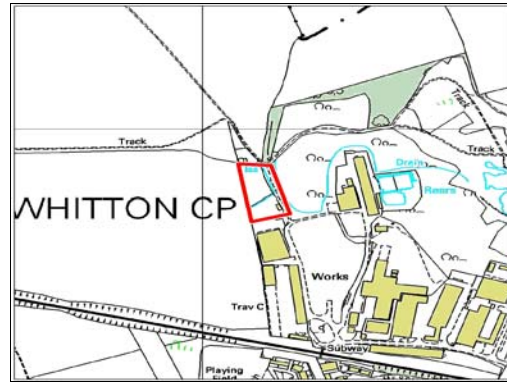 Track
Track
Drain
Resrs
WHITTON CP
Works
Trav C
Subway
Playing
Field